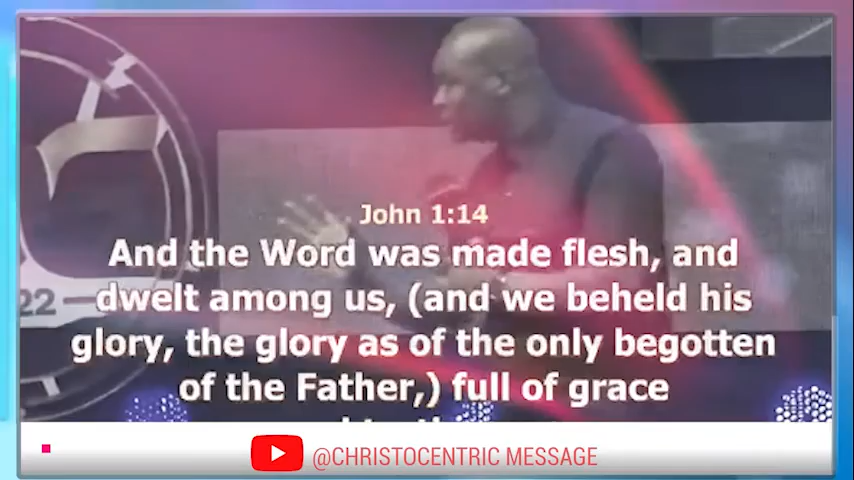 22
John 1:14
And the Word was made flesh, and
dwelt among us, (and we beheld his
glory, the glory as of the only begotten
of the Father,) full of grace
@CHRISTOCENTRIC MESSAGE